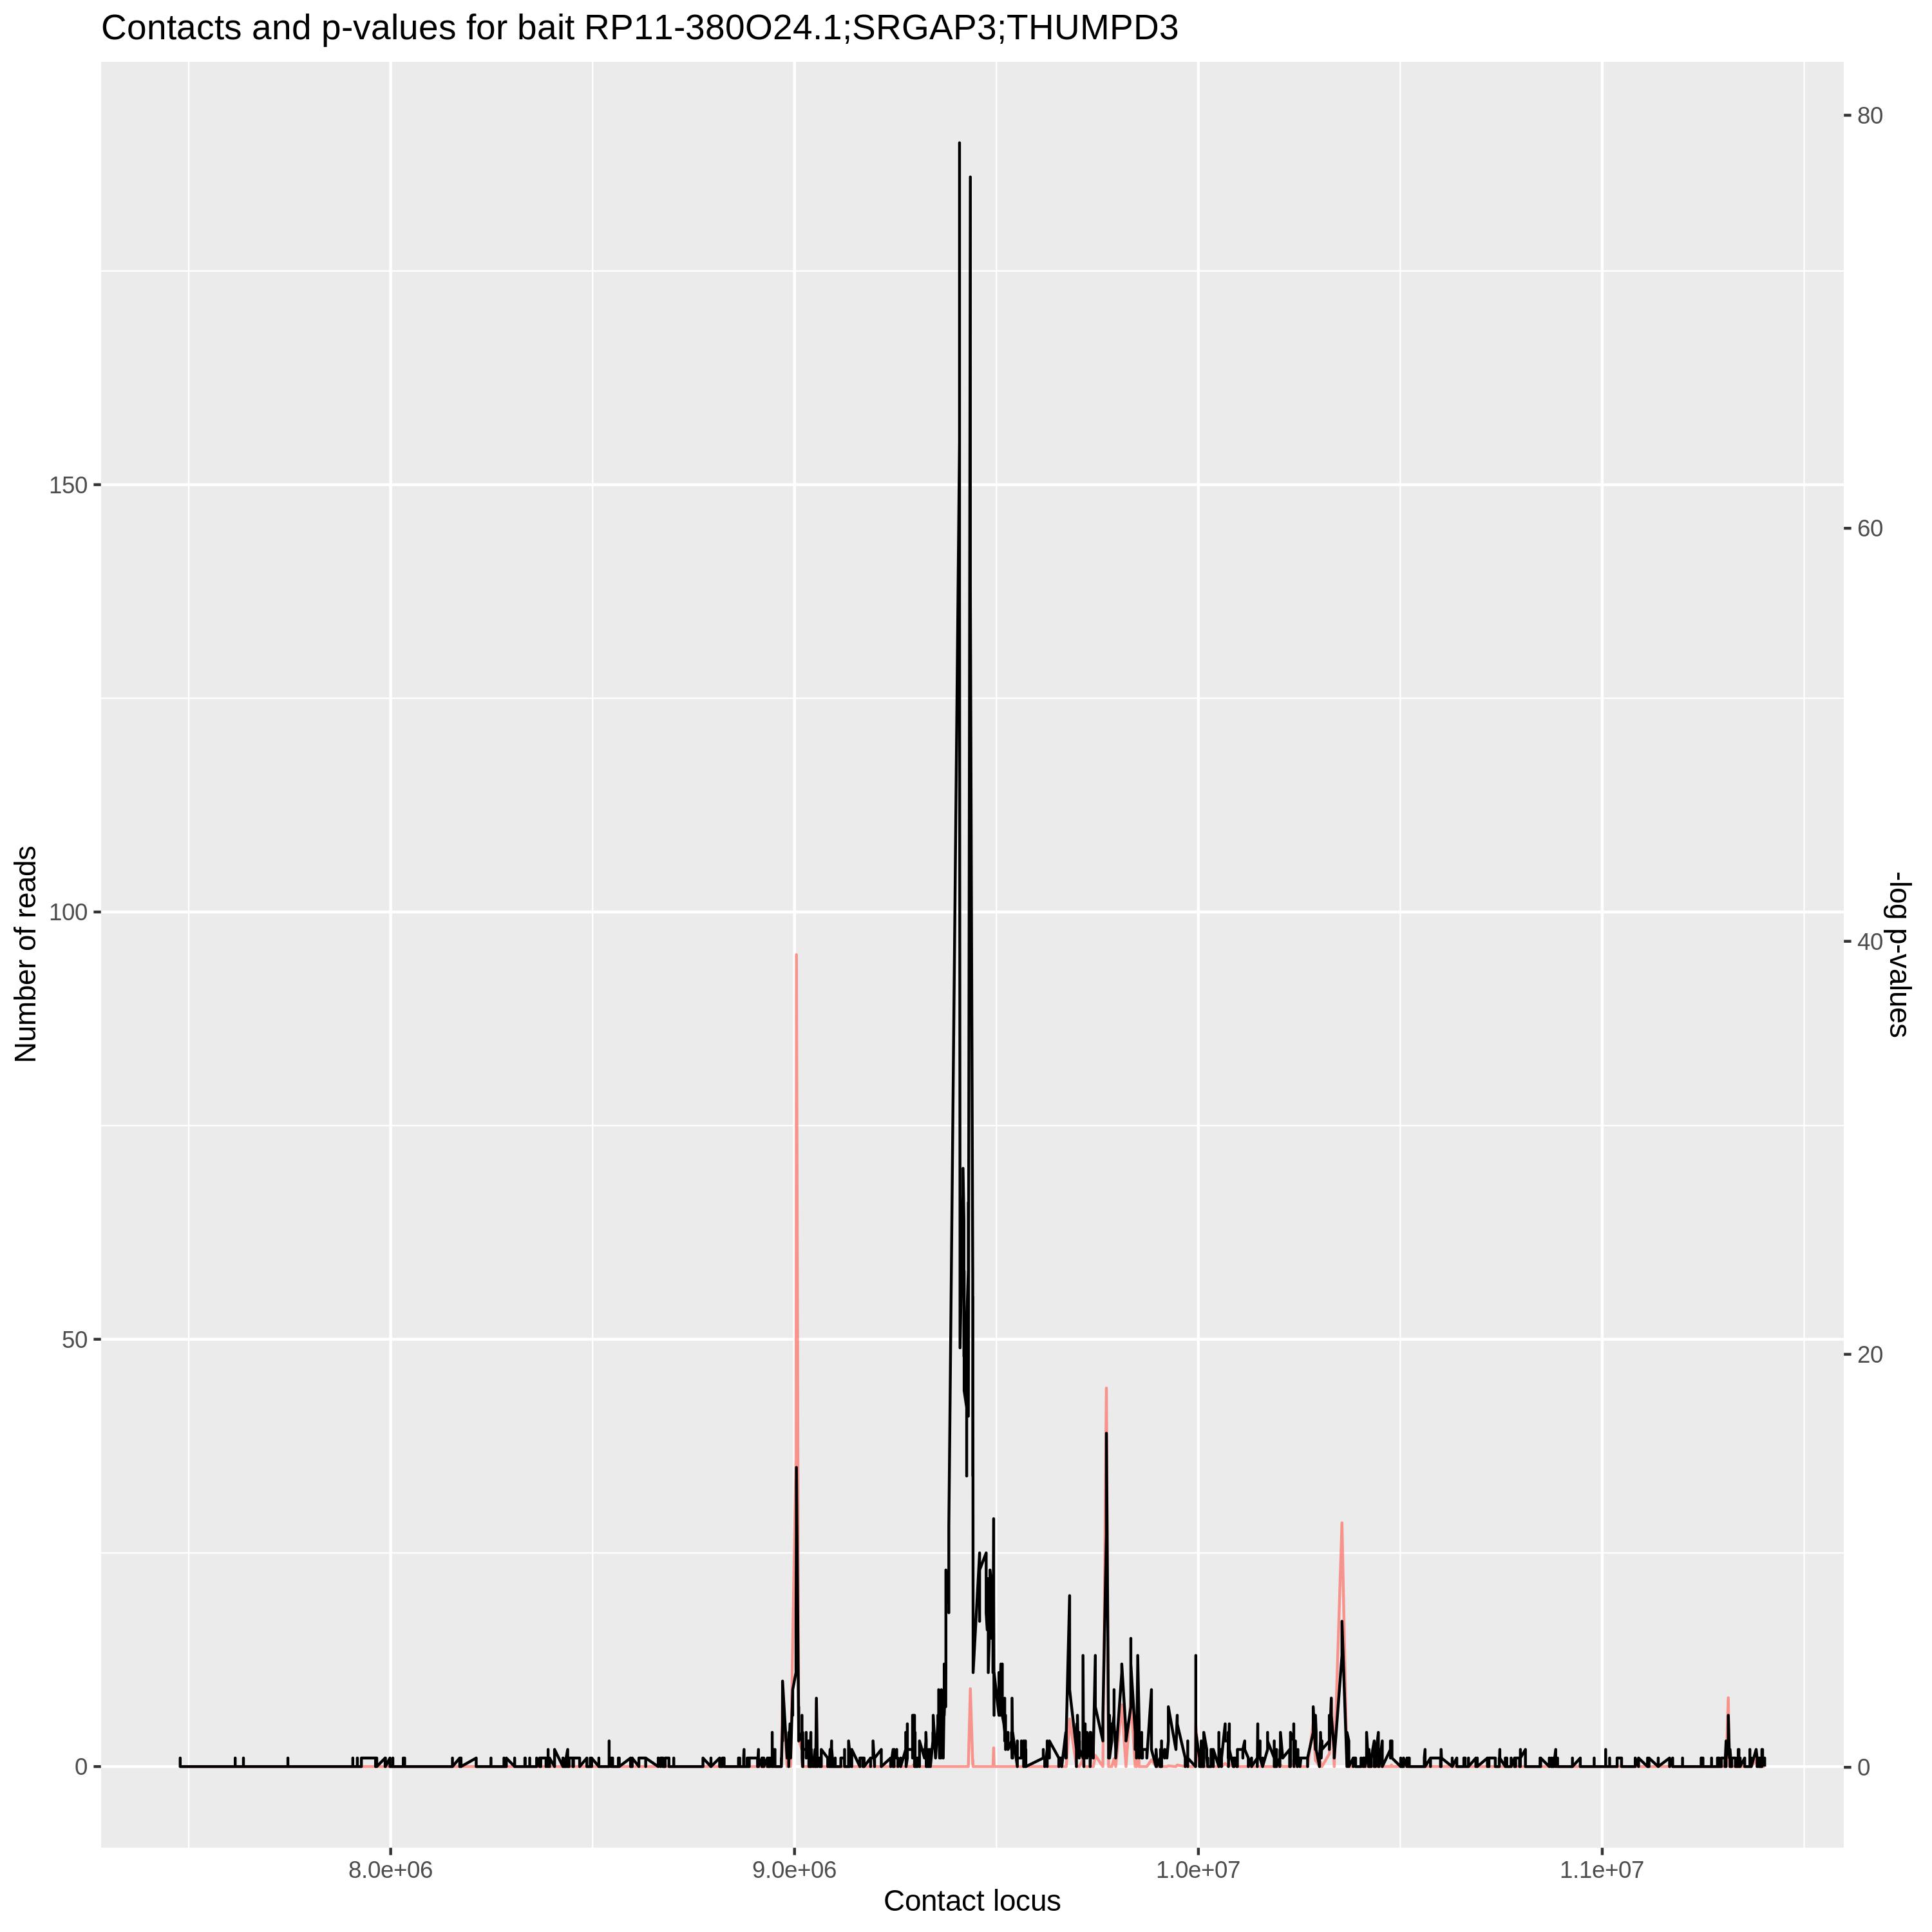 Contacts and p-values for bait RP11-380O24.1;SRGAP3;THUMPD3
80
150
60
Number of reads
100
40
-log p-values
50
20
0
0
8.0e+06
9.0e+06
1.0e+07
1.1e+07
Contact locus